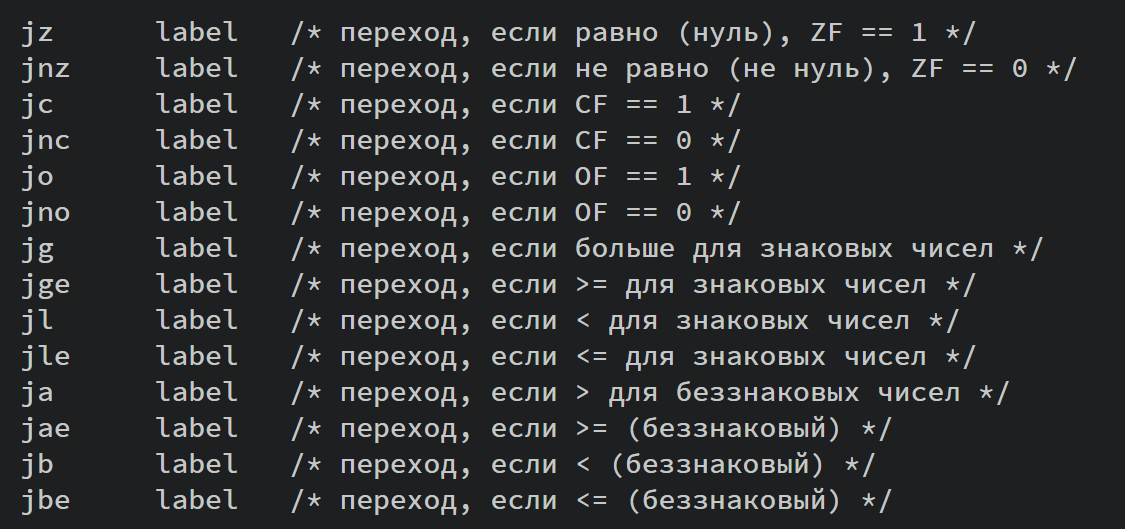 jz      label   /* переход, если равно (нуль), ZF == 1 */
jnz     label   /* переход, если не равно (не нуль), ZF == 0 */
jc      label   /* переход, если CF == 1 */
jnc     label   /* переход, если CF == 0 */
jo      label   /* переход, если OF == 1 */
jno     label   /* переход, если OF == 0 */
jg      label   /* переход, если больше для знаковых чисел */
jge     label   /* переход, если >= для знаковых чисел */
jl      label   /* переход, если < для знаковых чисел */
jle     label   /* переход, если <= для знаковых чисел */
ja      label   /* переход, если > для беззнаковых чисел */
jae     label   /* переход, если >= (беззнаковый) */
jb      label   /* переход, если < (беззнаковый) */
jbe     label   /* переход, если <= (беззнаковый) */